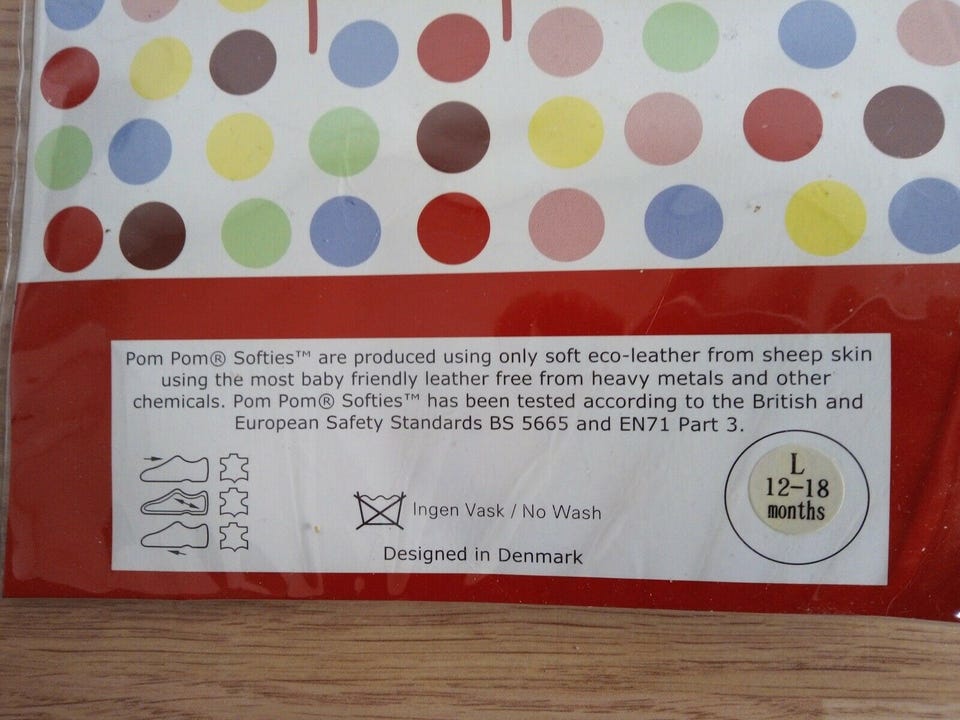 Pom Pom® Softies™ are produced using only soft eco-leather from sheep skin
using the most baby friendly leather free from heavy metals and other
chemicals. Pom Pom® Softies™ has been tested according to the British and
European Safety Standards BS 5665 and EN71 Part 3.
Ingen Vask / No Wash
Designed in Denmark
L
12-18
months